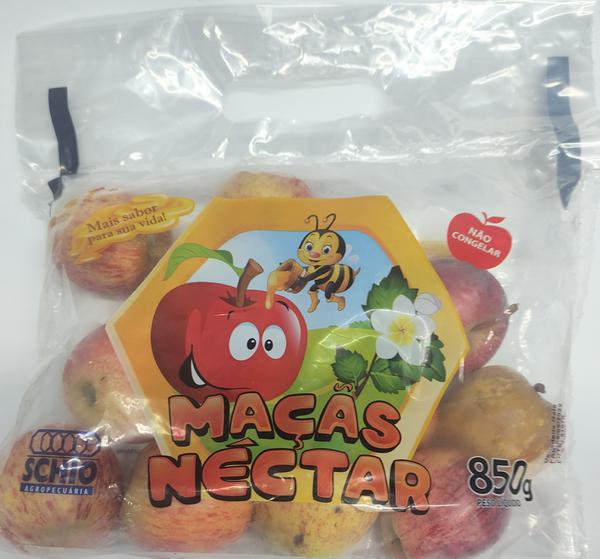 Mais sabor
para sua vida!
NÃO
CONGELAR
MAÇÃS
NÉCTAR
SCHIO
AGROPECUÁRIA
850g
PESO LÍQUIDO